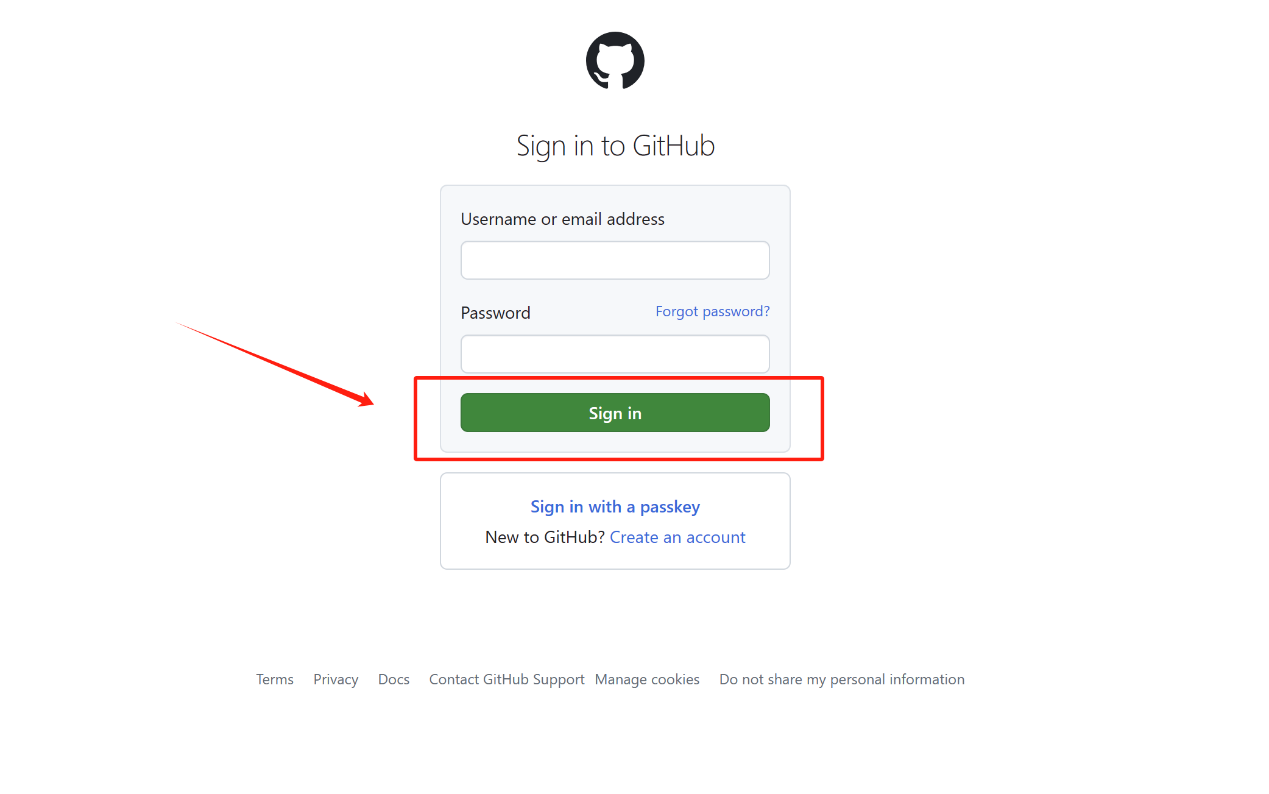 Sign in to GitHub
Username or email address
Password Forgot password?
Sign in
Sign in with a passkey
New to GitHub? Create an account
Terms Privacy Docs Contact GitHub Support Manage cookies Do not share my personal information